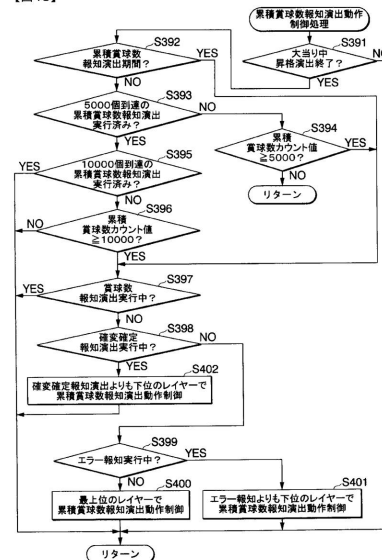 累積賞球数報知演出動作
制御処理
S391
大当り中
昇格演出終了?
YES
S392
累積賞球数
報知演出期間?
YES
NO
S393
5000個到達の
累積賞球数報知演出
実行済み?
NO
YES
S394
累積
賞球数カウント値
≧5000?
YES
NO
リターン
S395
10000個到達の
累積賞球数報知演出
実行済み?
YES
NO
S396
累積
賞球数カウント値
≧10000?
NO
YES
S397
賞球数
報知演出実行中?
YES
NO
S398
確変確定
報知演出実行中?
NO
YES
S402
確変確定報知演出よりも下位のレイヤーで
累積賞球数報知演出動作制御
S399
エラー報知実行中?
YES
NO
S400
最上位のレイヤーで
累積賞球数報知演出動作制御
S401
エラー報知よりも下位のレイヤーで
累積賞球数報知演出動作制御
リターン